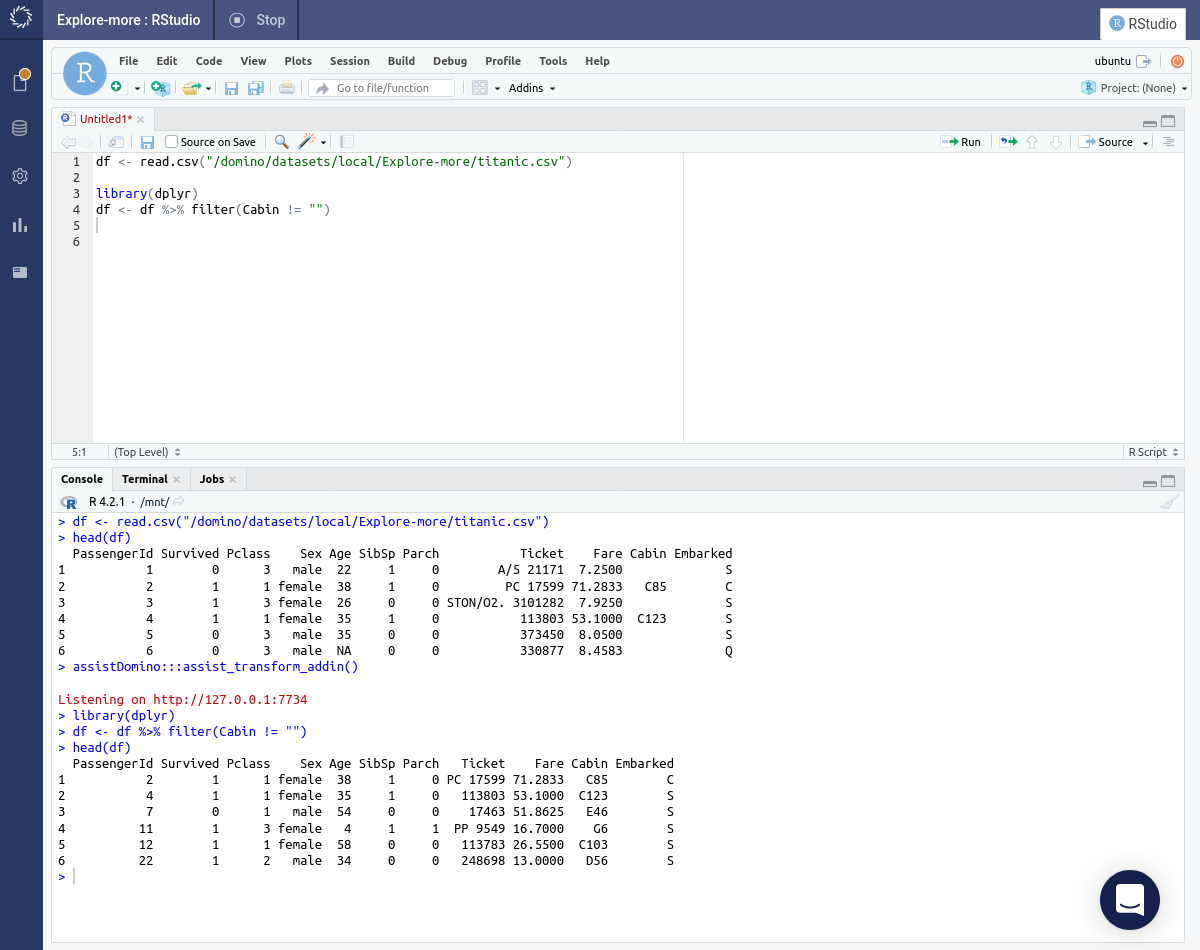 Explore-more : RStudio
Stop
R RStudio
R
File Edit Code View Plots Session Build Debug Profile Tools Help
ubuntu
Go to file/function
Addins
Project: (None)
Untitled1*
Source on Save
Run
Source
1 df <- read.csv("/domino/datasets/local/Explore-more/titanic.csv")
2
3 library(dplyr)
4 df <- df %>% filter(Cabin != "")
5
6
5:1 (Top Level) R Script
Console Terminal Jobs
R 4.2.1 · /mnt/
> df <- read.csv("/domino/datasets/local/Explore-more/titanic.csv")
> head(df)
  PassengerId Survived Pclass    Sex Age SibSp Parch           Ticket    Fare Cabin Embarked
1           1        0      3   male  22     1     0        A/5 21171  7.2500              S
2           2        1      1 female  38     1     0         PC 17599 71.2833   C85        C
3           3        1      3 female  26     0     0 STON/O2. 3101282  7.9250              S
4           4        1      1 female  35     1     0           113803 53.1000  C123        S
5           5        0      3   male  35     0     0           373450  8.0500              S
6           6        0      3   male  NA     0     0           330877  8.4583              Q
> assistDomino:::assist_transform_addin()
Listening on http://127.0.0.1:7734
> library(dplyr)
> df <- df %>% filter(Cabin != "")
> head(df)
  PassengerId Survived Pclass    Sex Age SibSp Parch   Ticket    Fare Cabin Embarked
1           2        1      1 female  38     1     0 PC 17599 71.2833   C85        C
2           4        1      1 female  35     1     0   113803 53.1000  C123        S
3           7        0      1   male  54     0     0    17463 51.8625   E46        S
4          11        1      3 female   4     1     1  PP 9549 16.7000    G6        S
5          12        1      1 female  58     0     0   113783 26.5500  C103        S
6          22        1      2   male  34     0     0   248698 13.0000   D56        S
>